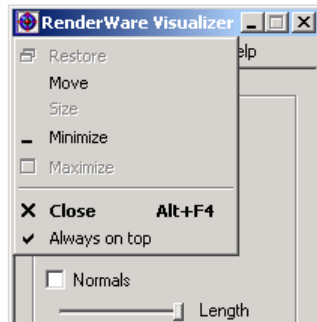 RenderWare Visualizer
elp
Restore
Move
Size
Minimize
Maximize
Close Alt+F4
Always on top
Normals
Length